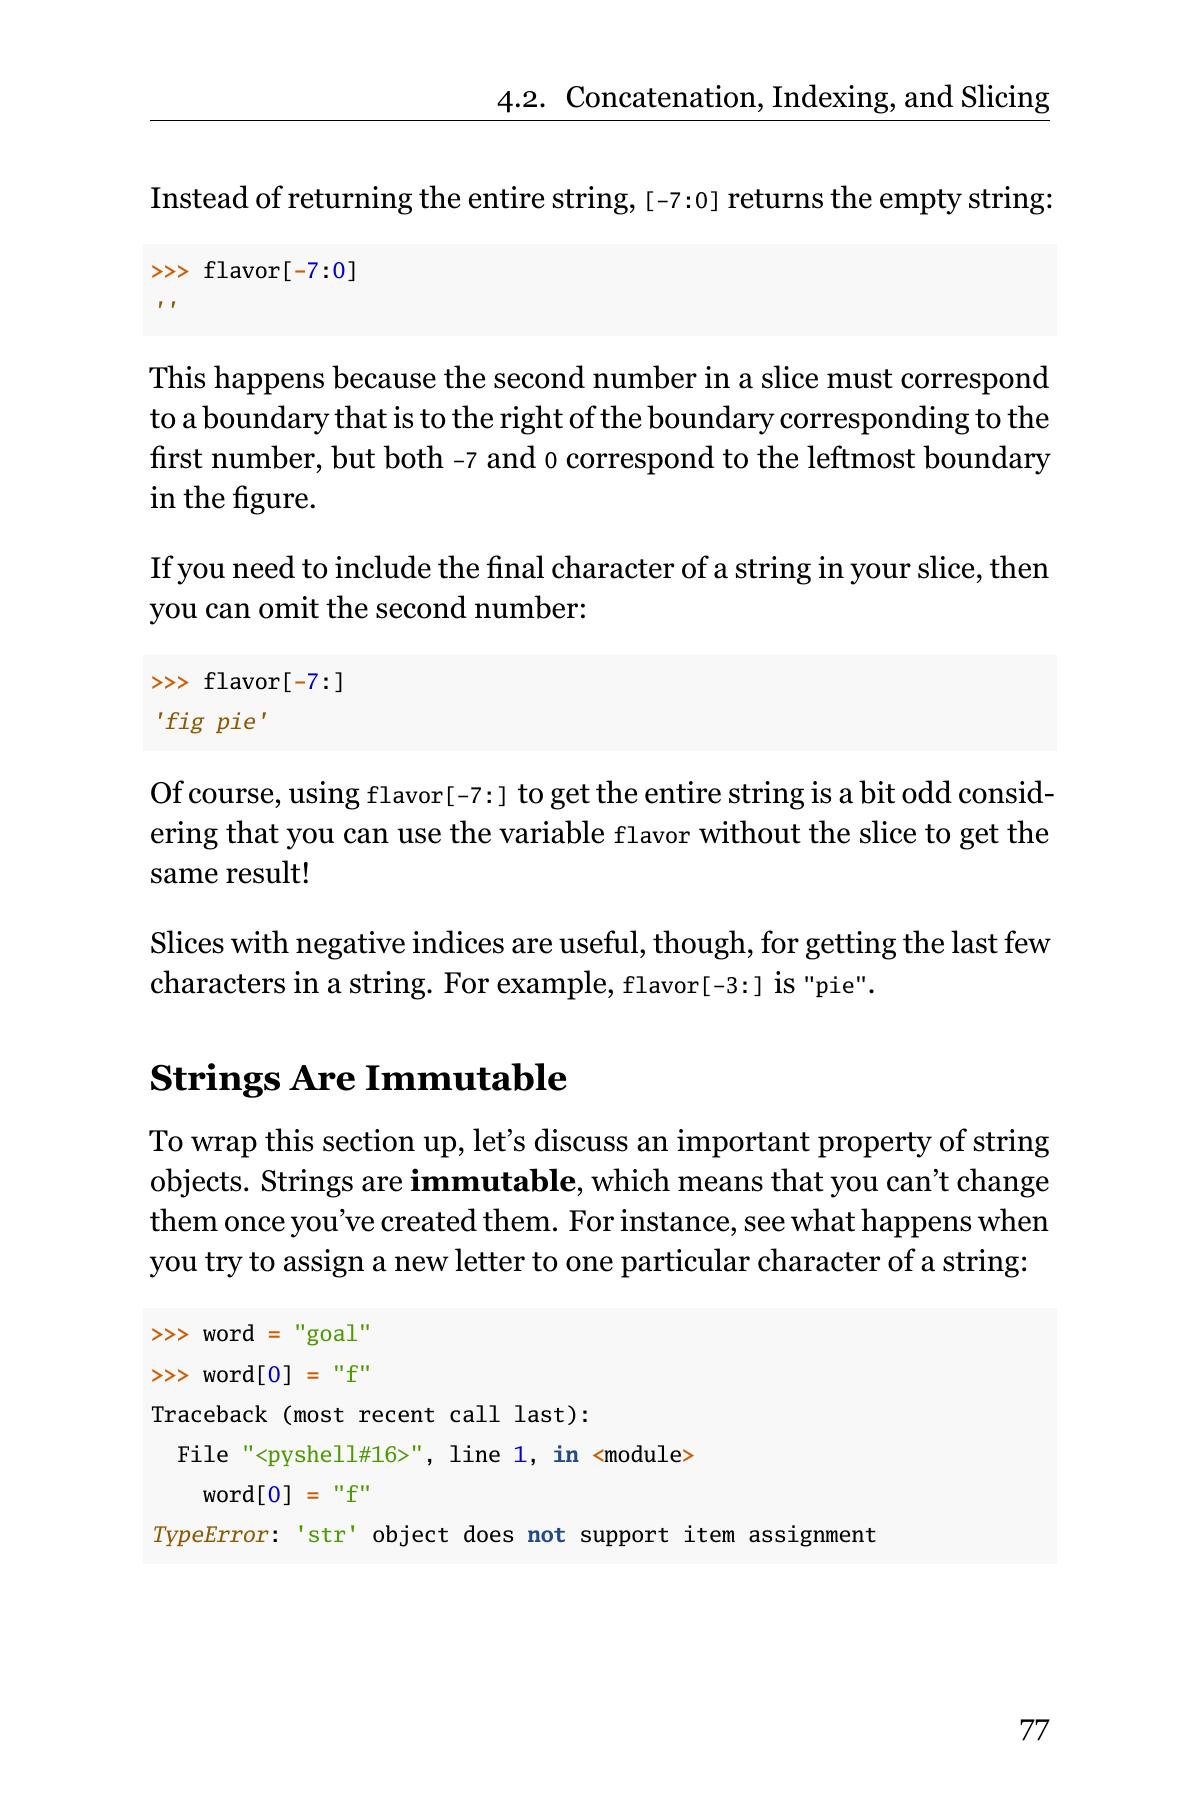 4.2. Concatenation, Indexing, and Slicing
Instead of returning the entire string, [-7:0] returns the empty string:
>>> flavor[-7:0]
''
This happens because the second number in a slice must correspond
to a boundary that is to the right of the boundary corresponding to the
first number, but both -7 and 0 correspond to the leftmost boundary
in the figure.
If you need to include the final character of a string in your slice, then
you can omit the second number:
>>> flavor[-7:]
'fig pie'
Of course, using flavor[-7:] to get the entire string is a bit odd consid-
ering that you can use the variable flavor without the slice to get the
same result!
Slices with negative indices are useful, though, for getting the last few
characters in a string. For example, flavor[-3:] is "pie".
Strings Are Immutable
To wrap this section up, let’s discuss an important property of string
objects. Strings are immutable, which means that you can’t change
them once you’ve created them. For instance, see what happens when
you try to assign a new letter to one particular character of a string:
>>> word = "goal"
>>> word[0] = "f"
Traceback (most recent call last):
  File "<pyshell#16>", line 1, in <module>
    word[0] = "f"
TypeError: 'str' object does not support item assignment
77